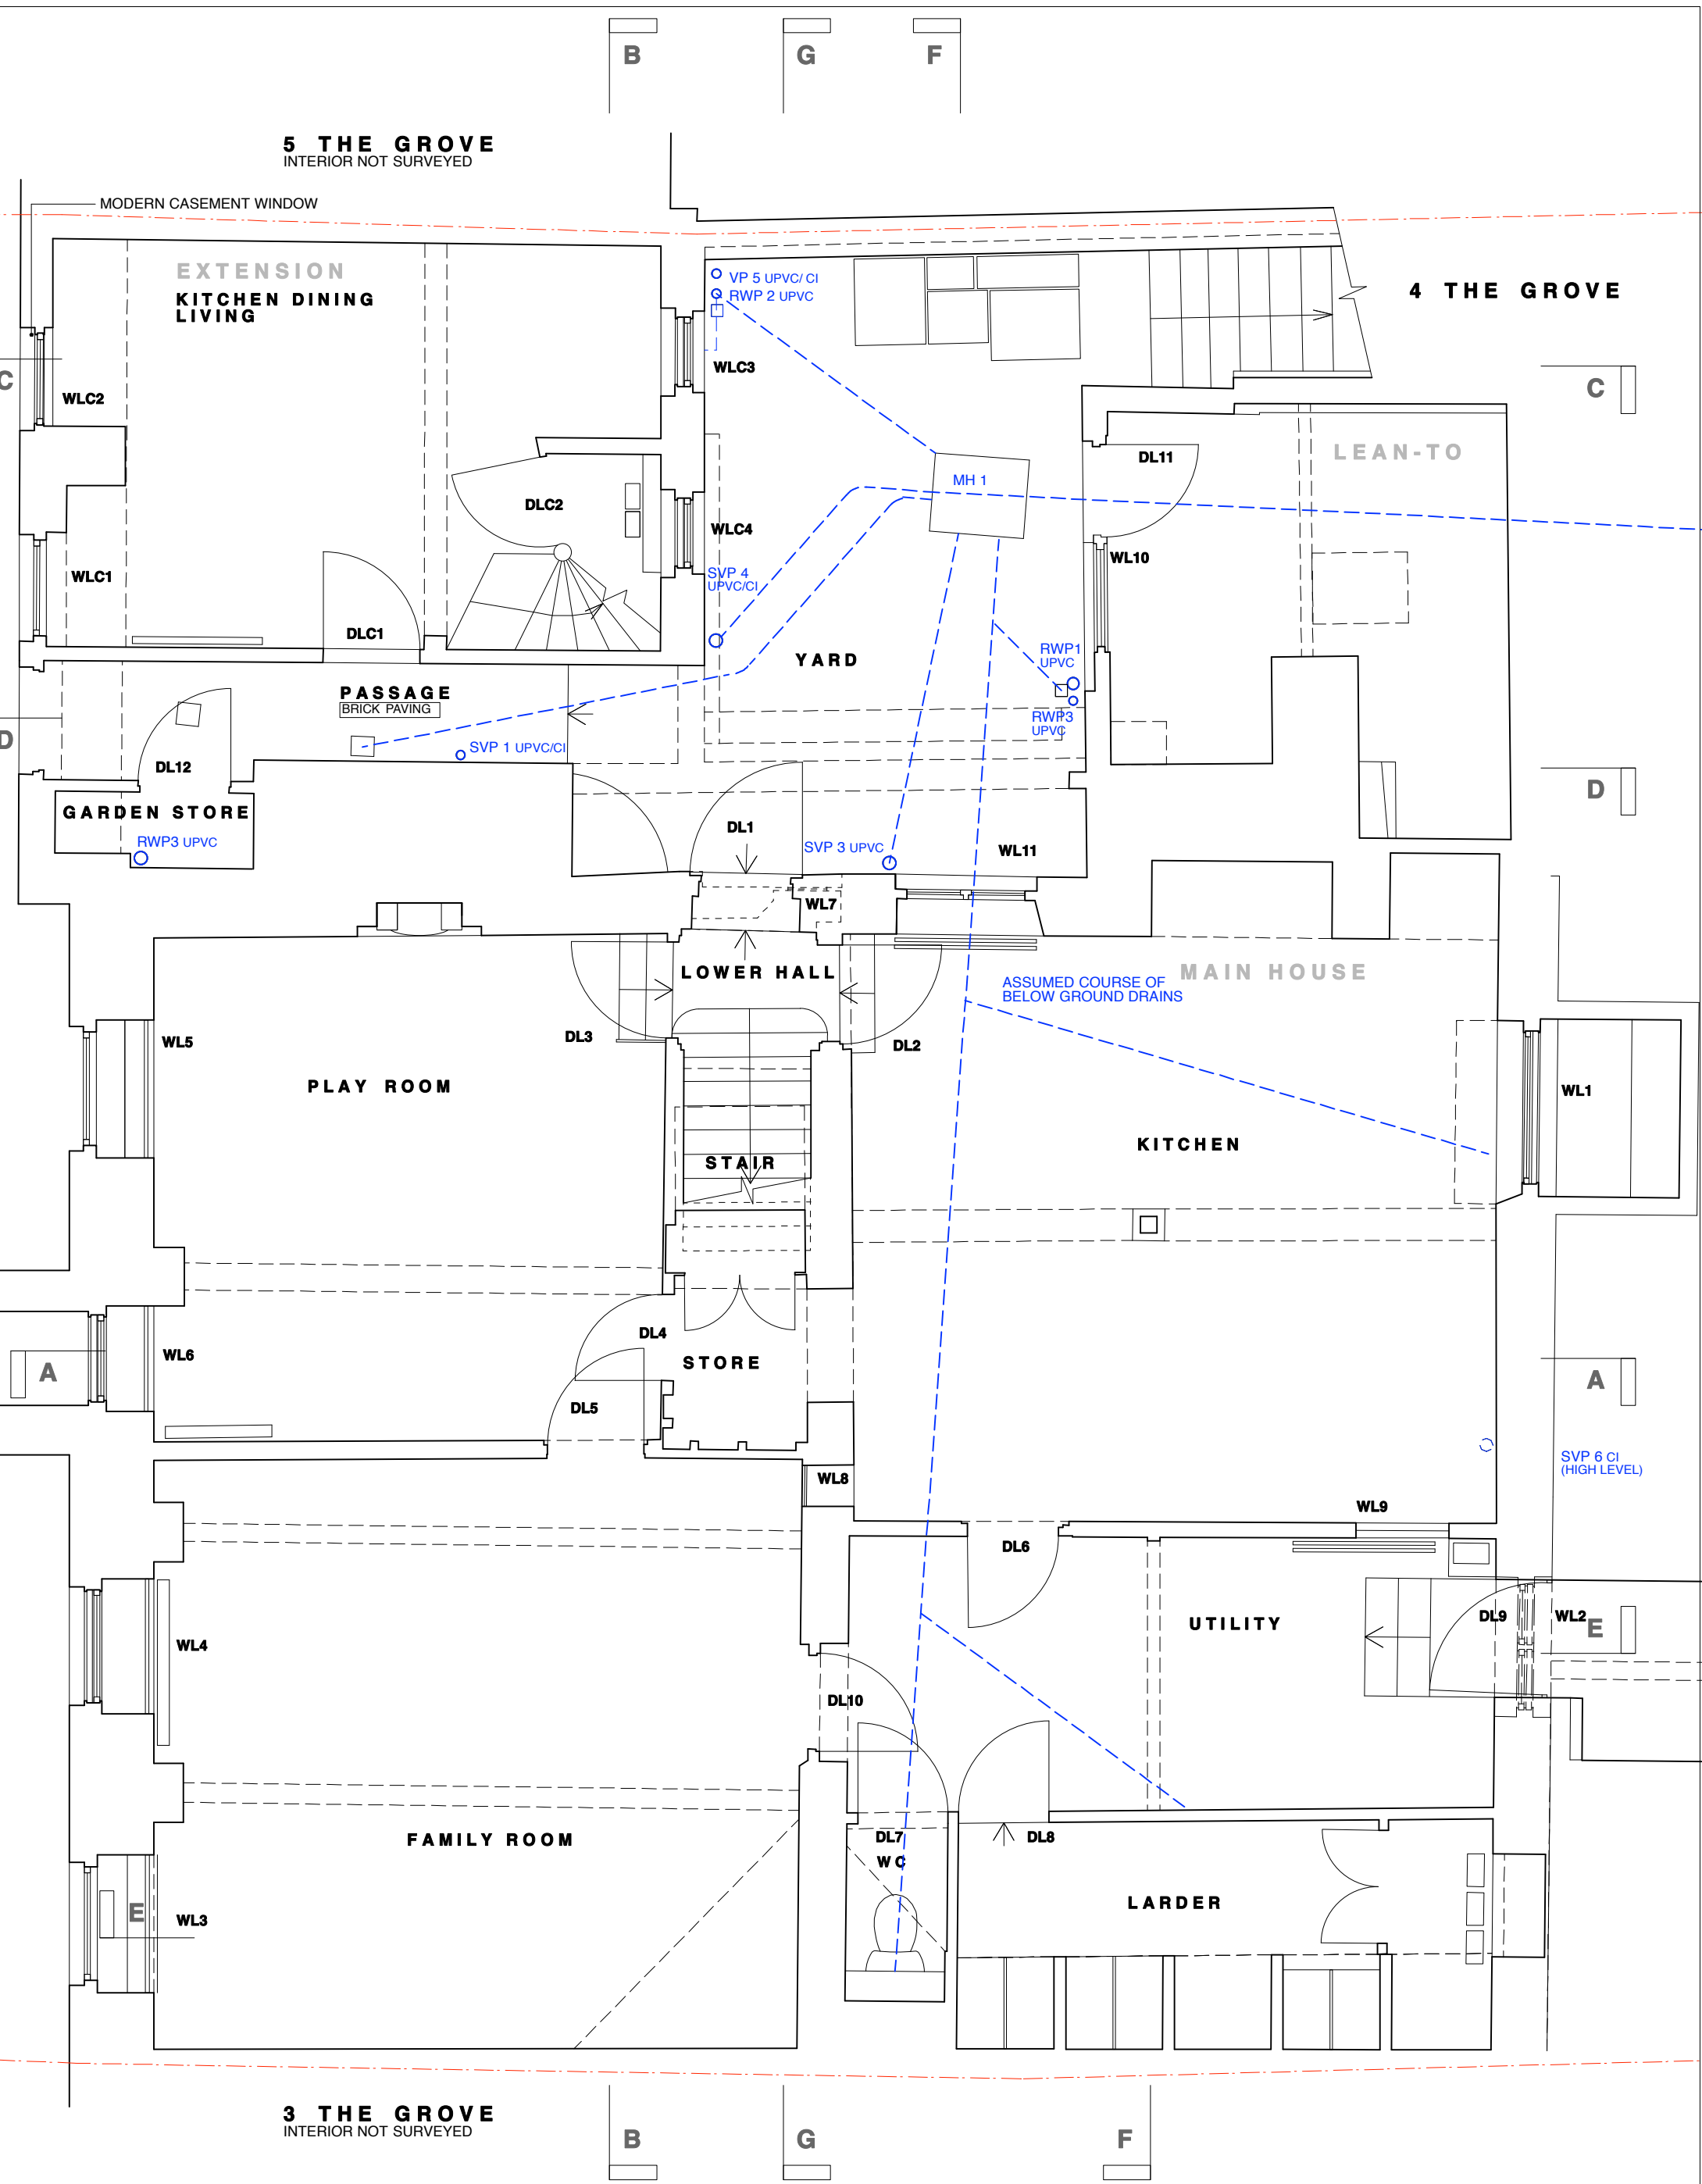 B
G
F
5 THE GROVE
INTERIOR NOT SURVEYED
MODERN CASEMENT WINDOW
EXTENSION
KITCHEN DINING
LIVING
VP 5 UPVC/ CI
RWP 2 UPVC
4 THE GROVE
WLC3
C
WLC2
C
DL11
LEAN-TO
MH 1
DLC2
WLC4
WL10
SVP 4
UPVC/CI
WLC1
DLC1
YARD
RWP1
UPVC
PASSAGE
BRICK PAVING
RWP3
UPVC
D
SVP 1 UPVC/CI
DL12
D
GARDEN STORE
DL1
RWP3 UPVC
SVP 3 UPVC
WL11
WL7
LOWER HALL
MAIN HOUSE
ASSUMED COURSE OF
BELOW GROUND DRAINS
WL5
DL3
DL2
PLAY ROOM
WL1
KITCHEN
STAIR
DL4
WL6
STORE
A
A
DL5
SVP 6 CI
(HIGH LEVEL)
WL8
WL9
DL6
UTILITY
DL9
WL2
E
WL4
DL10
FAMILY ROOM
DL7
DL8
WC
LARDER
E
WL3
3 THE GROVE
INTERIOR NOT SURVEYED
B
G
F